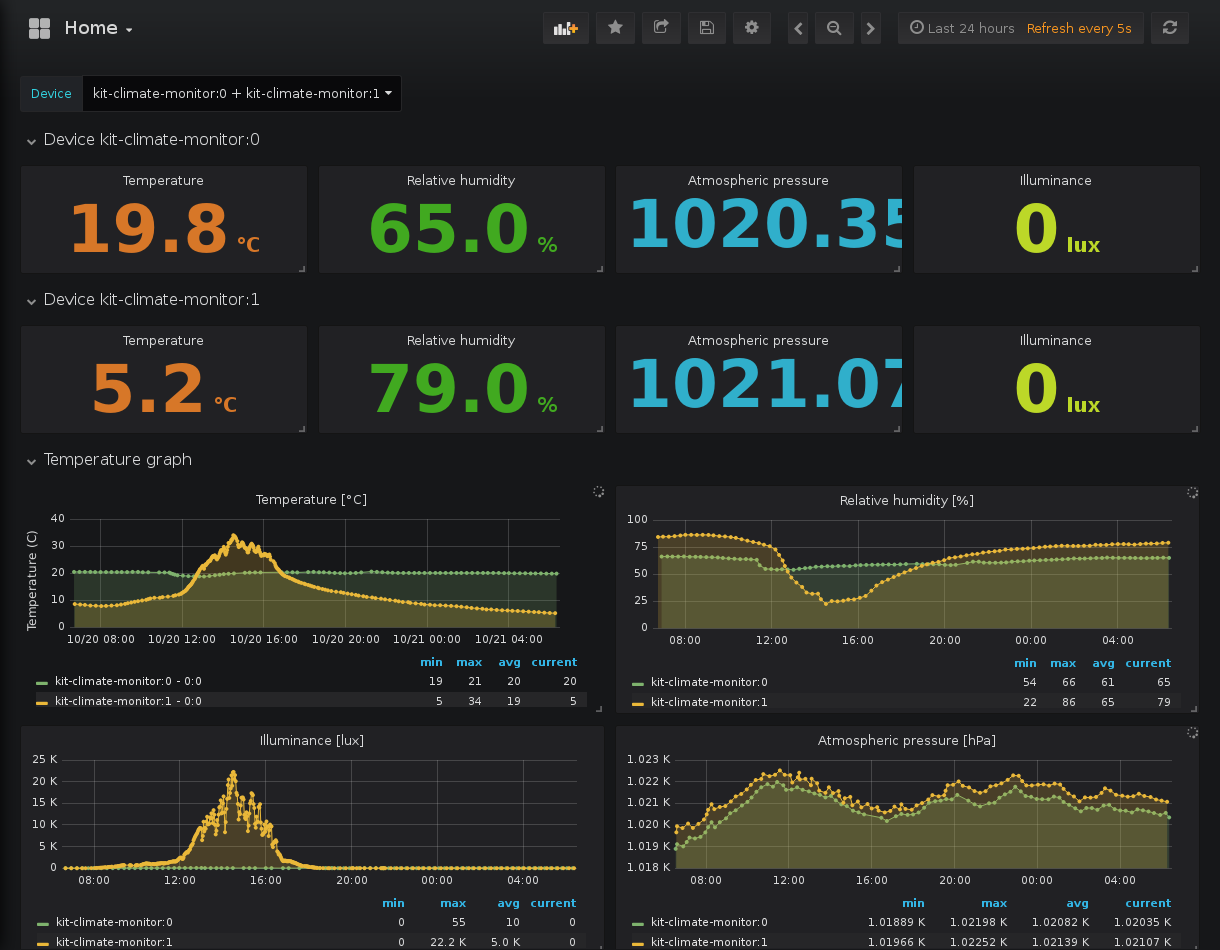 Home
Last 24 hours Refresh every 5s
Device kit-climate-monitor:0 + kit-climate-monitor:1
Device kit-climate-monitor:0
Temperature Relative humidity Atmospheric pressure Illuminance
19.8 °C 65.0 % 1020.35 0 lux
Device kit-climate-monitor:1
Temperature Relative humidity Atmospheric pressure Illuminance
5.2 °C 79.0 % 1021.07 0 lux
Temperature graph
Temperature [°C]
Temperature (C)
40
30
20
10
0
10/20 08:00 10/20 12:00 10/20 16:00 10/20 20:00 10/21 00:00 10/21 04:00
min max avg current
kit-climate-monitor:0 - 0:0 19 21 20 20
kit-climate-monitor:1 - 0:0 5 34 19 5
Relative humidity [%]
100
75
50
25
0
08:00 12:00 16:00 20:00 00:00 04:00
min max avg current
kit-climate-monitor:0 54 66 61 65
kit-climate-monitor:1 22 86 65 79
Illuminance [lux]
25 K
20 K
15 K
10 K
5 K
0
08:00 12:00 16:00 20:00 00:00 04:00
min max avg current
kit-climate-monitor:0 0 55 10 0
kit-climate-monitor:1 0 22.2 K 5.0 K 0
Atmospheric pressure [hPa]
1.023 K
1.022 K
1.021 K
1.020 K
1.019 K
1.018 K
08:00 12:00 16:00 20:00 00:00 04:00
min max avg current
kit-climate-monitor:0 1.01889 K 1.02198 K 1.02082 K 1.02035 K
kit-climate-monitor:1 1.01966 K 1.02252 K 1.02139 K 1.02107 K